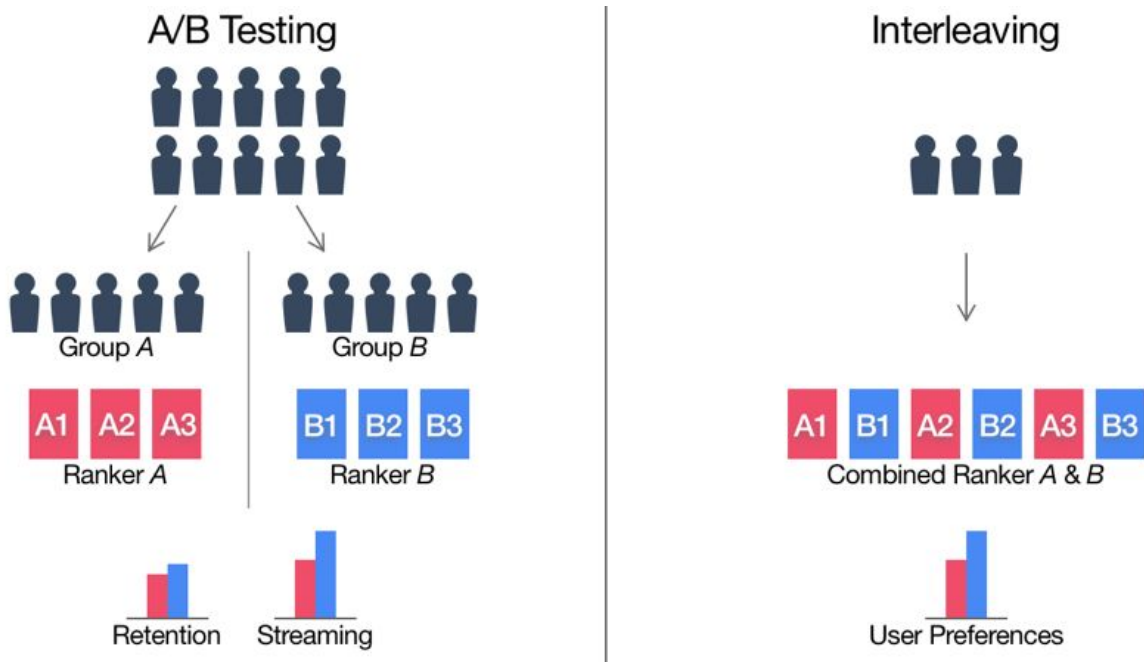 A/B Testing
Group A
Group B
A1 A2 A3
B1 B2 B3
Ranker A
Ranker B
Retention
Streaming
Interleaving
A1 B1 A2 B2 A3 B3
Combined Ranker A & B
User Preferences